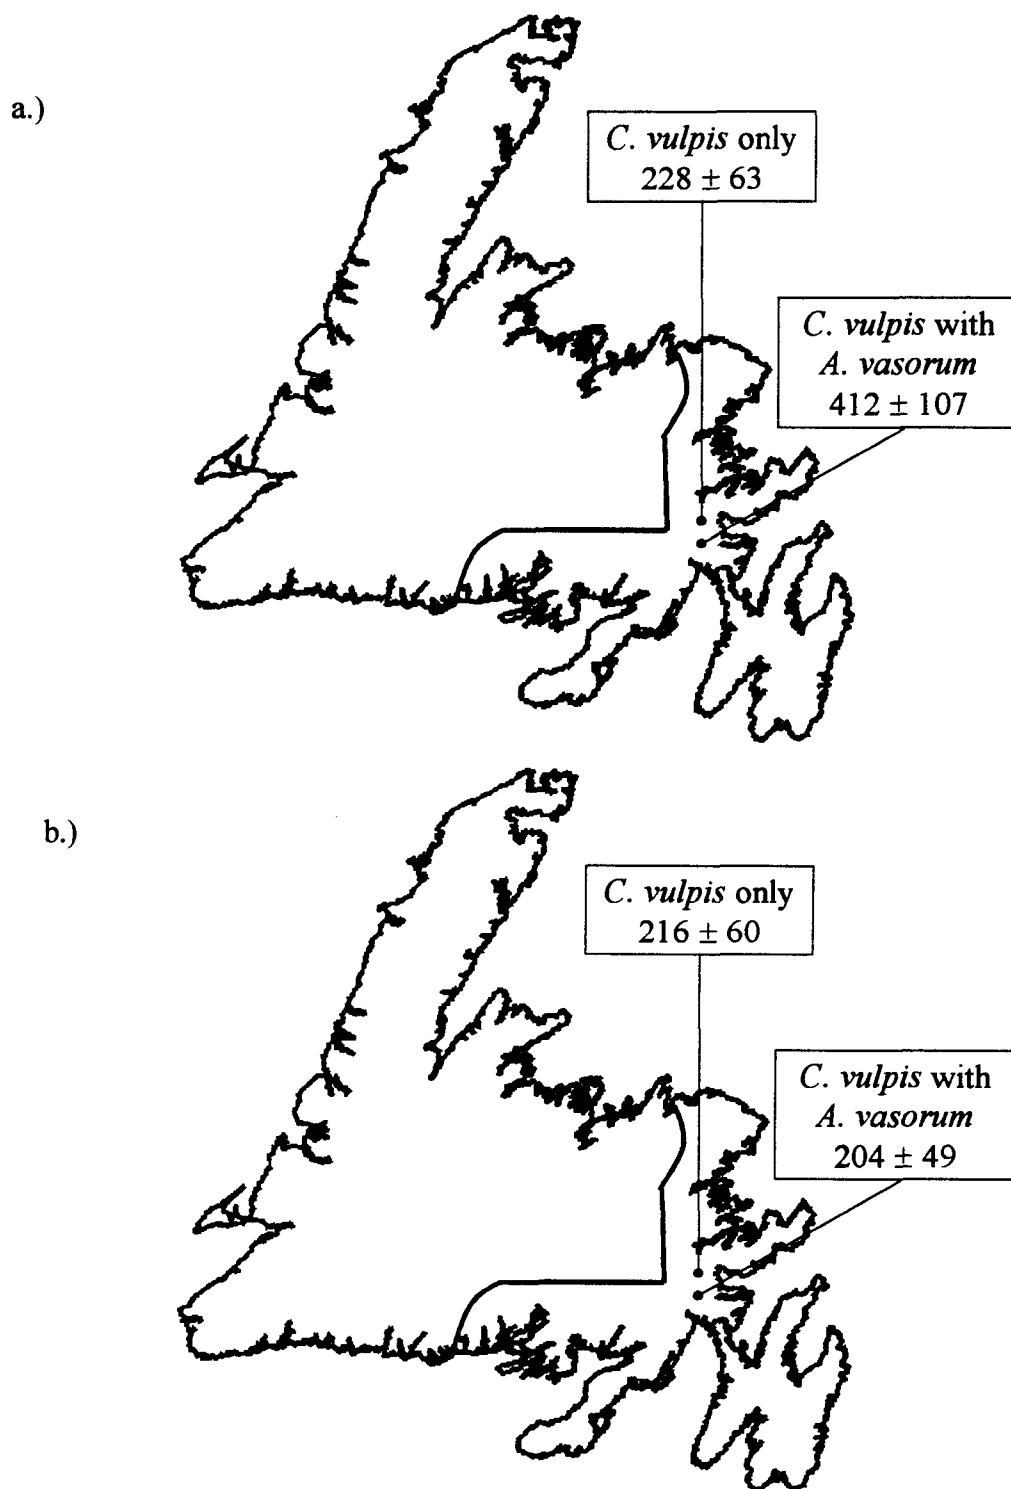 a.)
C. vulpis only
228 ± 63
C. vulpis with
A. vasorum
412 ± 107
b.)
C. vulpis only
216 ± 60
C. vulpis with
A. vasorum
204 ± 49